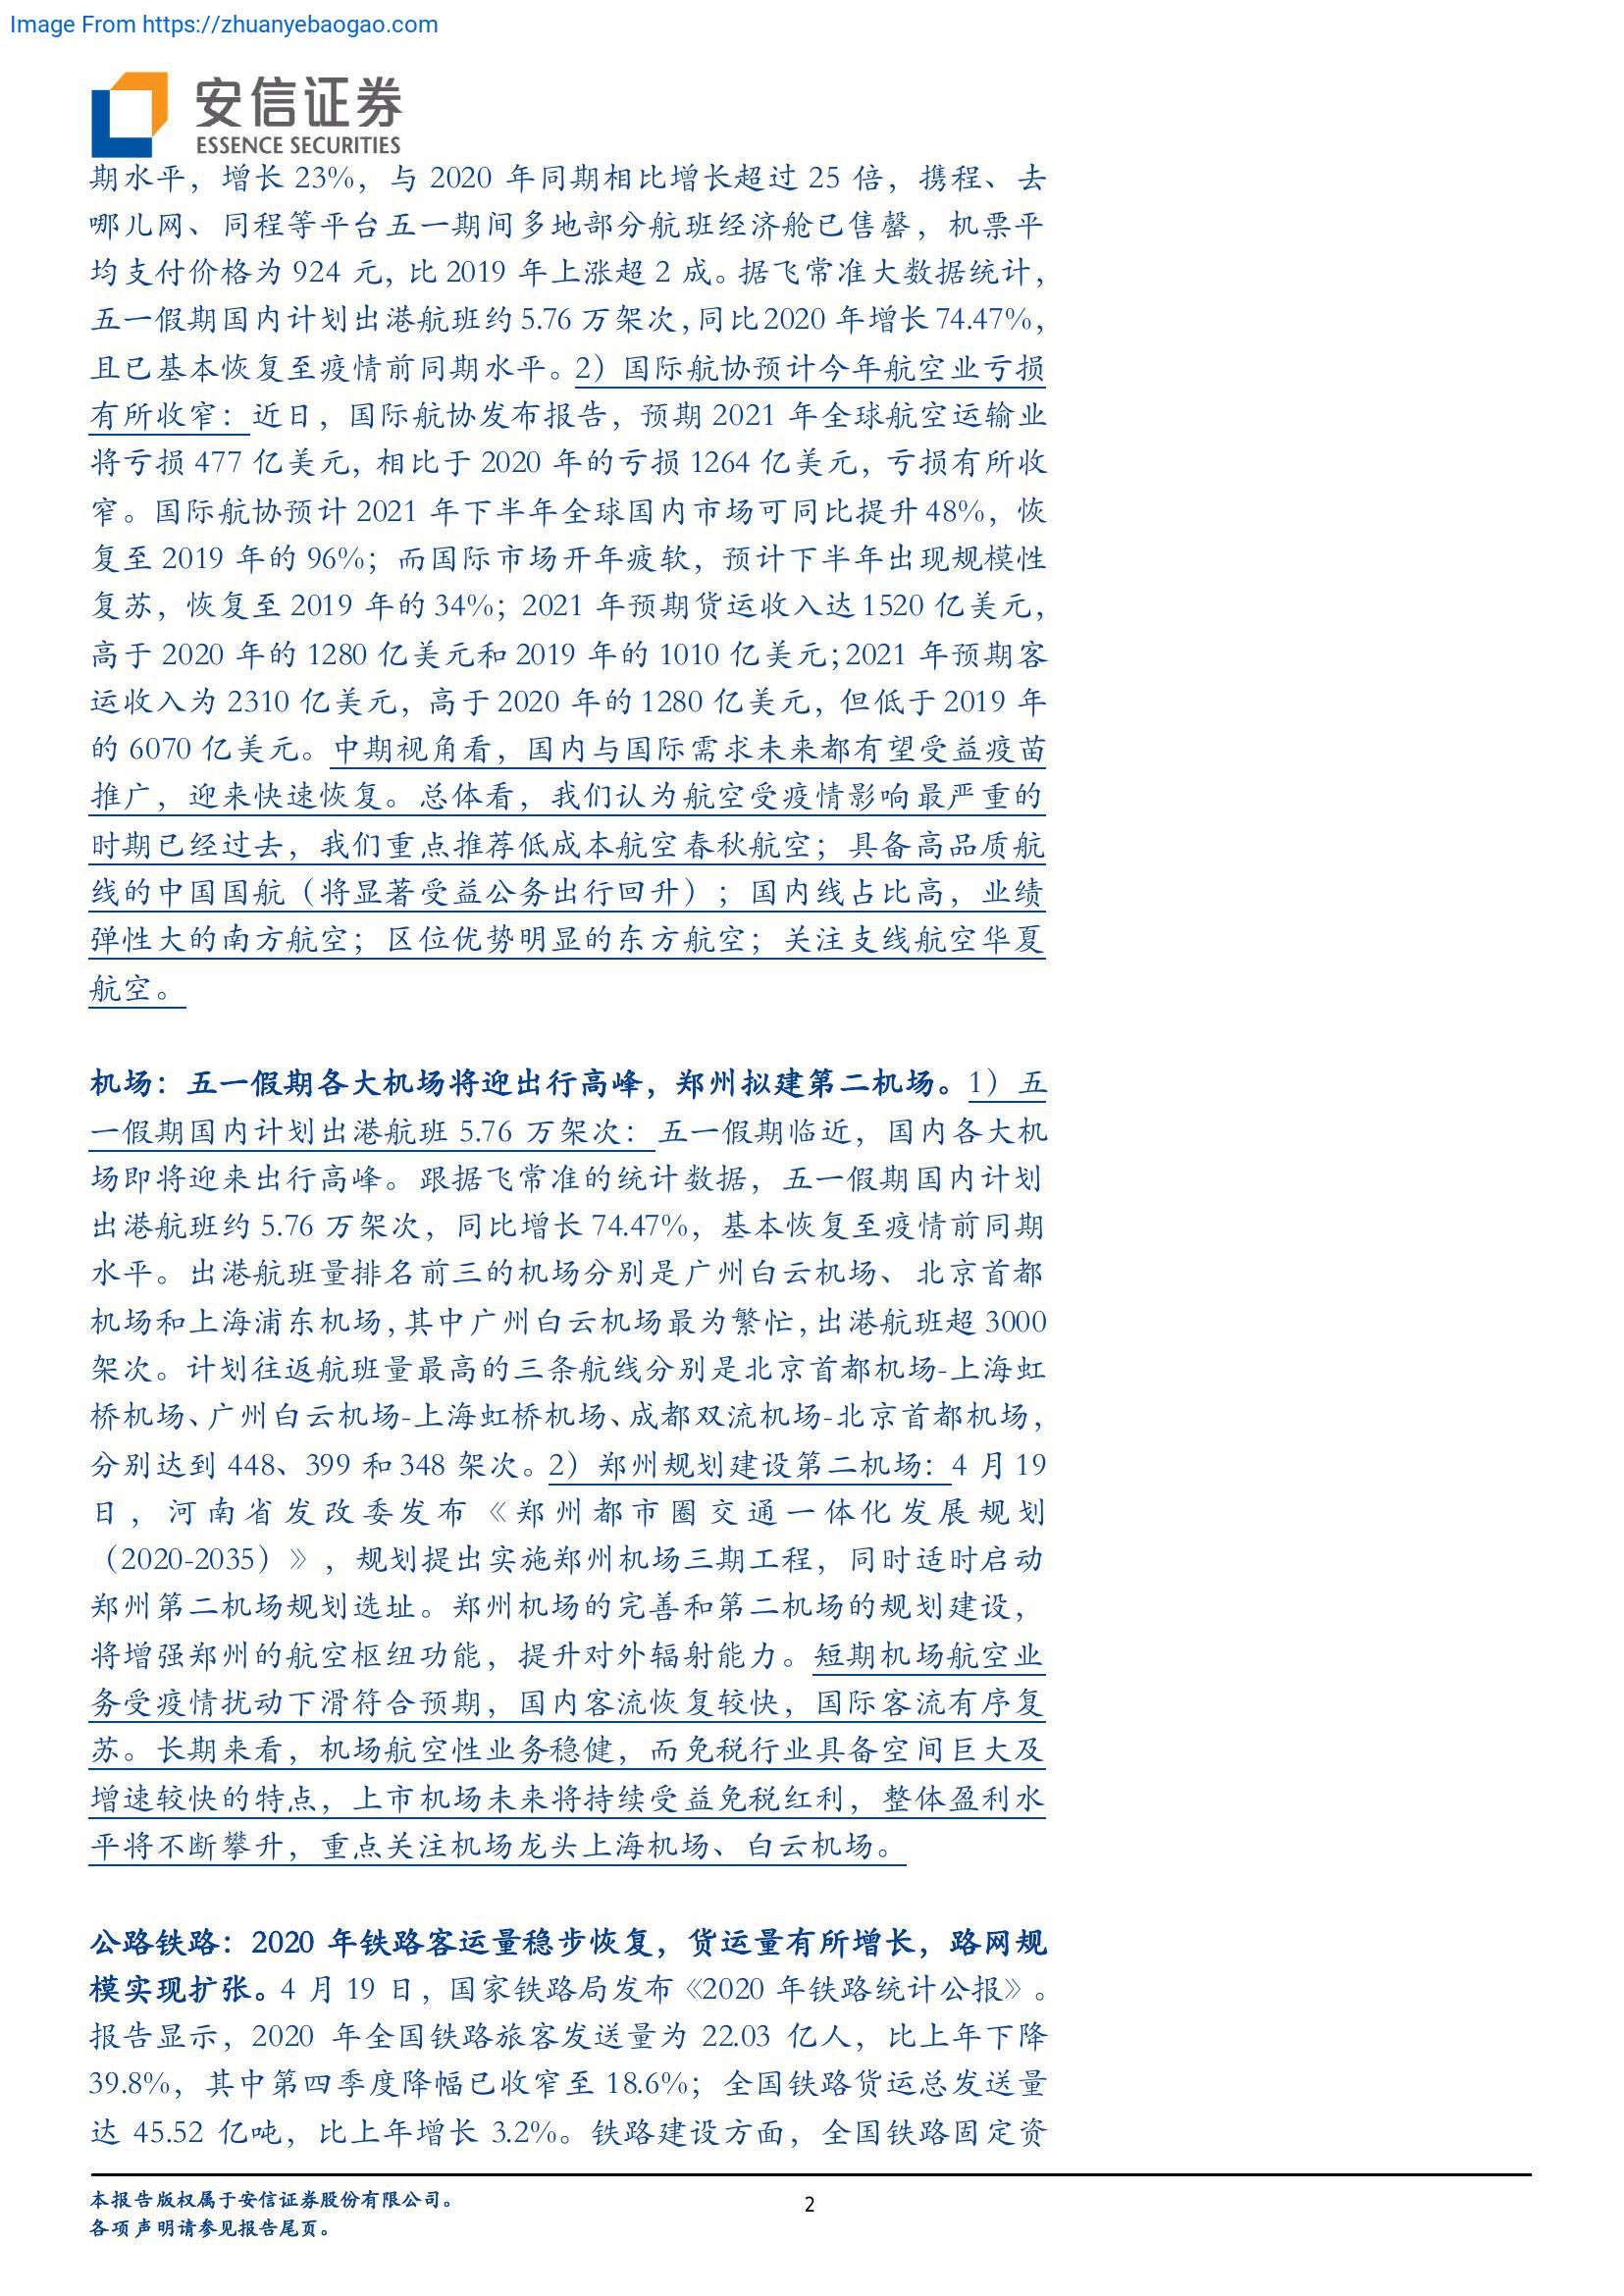 Image From https://zhuanyebaogao.com
安信证券
ESSENCE SECURITIES
期水平，增长 23%，与 2020 年同期相比增长超过 25 倍，携程、去
哪儿网、同程等平台五一期间多地部分航班经济舱已售罄，机票平
均支付价格为 924 元，比 2019 年上涨超 2 成。据飞常准大数据统计，
五一假期国内计划出港航班约 5.76 万架次，同比 2020 年增长 74.47%，
且已基本恢复至疫情前同期水平。2）国际航协预计今年航空业亏损
有所收窄：近日，国际航协发布报告，预期 2021 年全球航空运输业
将亏损 477 亿美元，相比于 2020 年的亏损 1264 亿美元，亏损有所收
窄。国际航协预计 2021 年下半年全球国内市场可同比提升 48%，恢
复至 2019 年的 96%；而国际市场开年疲软，预计下半年出现规模性
复苏，恢复至 2019 年的 34%；2021 年预期货运收入达 1520 亿美元，
高于 2020 年的 1280 亿美元和 2019 年的 1010 亿美元；2021 年预期客
运收入为 2310 亿美元，高于 2020 年的 1280 亿美元，但低于 2019 年
的 6070 亿美元。中期视角看，国内与国际需求未来都有望受益疫苗
推广，迎来快速恢复。总体看，我们认为航空受疫情影响最严重的
时期已经过去，我们重点推荐低成本航空春秋航空；具备高品质航
线的中国国航（将显著受益公务出行回升）；国内线占比高，业绩
弹性大的南方航空；区位优势明显的东方航空；关注支线航空华夏
航空。
机场：五一假期各大机场将迎出行高峰，郑州拟建第二机场。1）五
一假期国内计划出港航班 5.76 万架次：五一假期临近，国内各大机
场即将迎来出行高峰。跟据飞常准的统计数据，五一假期国内计划
出港航班约 5.76 万架次，同比增长 74.47%，基本恢复至疫情前同期
水平。出港航班量排名前三的机场分别是广州白云机场、北京首都
机场和上海浦东机场，其中广州白云机场最为繁忙，出港航班超 3000
架次。计划往返航班量最高的三条航线分别是北京首都机场-上海虹
桥机场、广州白云机场-上海虹桥机场、成都双流机场-北京首都机场，
分别达到 448、399 和 348 架次。2）郑州规划建设第二机场：4 月 19
日，河南省发改委发布《郑州都市圈交通一体化发展规划
（2020-2035）》，规划提出实施郑州机场三期工程，同时适时启动
郑州第二机场规划选址。郑州机场的完善和第二机场的规划建设，
将增强郑州的航空枢纽功能，提升对外辐射能力。短期机场航空业
务受疫情扰动下滑符合预期，国内客流恢复较快，国际客流有序复
苏。长期来看，机场航空性业务稳健，而免税行业具备空间巨大及
增速较快的特点，上市机场未来将持续受益免税红利，整体盈利水
平将不断攀升，重点关注机场龙头上海机场、白云机场。
公路铁路：2020 年铁路客运量稳步恢复，货运量有所增长，路网规
模实现扩张。4 月 19 日，国家铁路局发布《2020 年铁路统计公报》。
报告显示，2020 年全国铁路旅客发送量为 22.03 亿人，比上年下降
39.8%，其中第四季度降幅已收窄至 18.6%；全国铁路货运总发送量
达 45.52 亿吨，比上年增长 3.2%。铁路建设方面，全国铁路固定资
本报告版权属于安信证券股份有限公司。
2
各项声明请参见报告尾页。